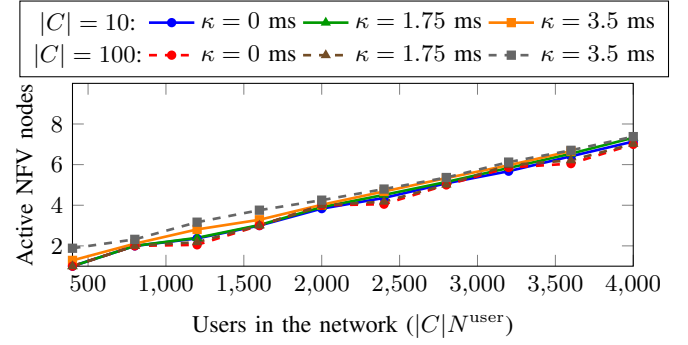 |C| = 10: κ = 0 ms κ = 1.75 ms κ = 3.5 ms
|C| = 100: κ = 0 ms κ = 1.75 ms κ = 3.5 ms
Active NFV nodes
8
6
4
2
500 1,000 1,500 2,000 2,500 3,000 3,500 4,000
Users in the network (|C|N^user)